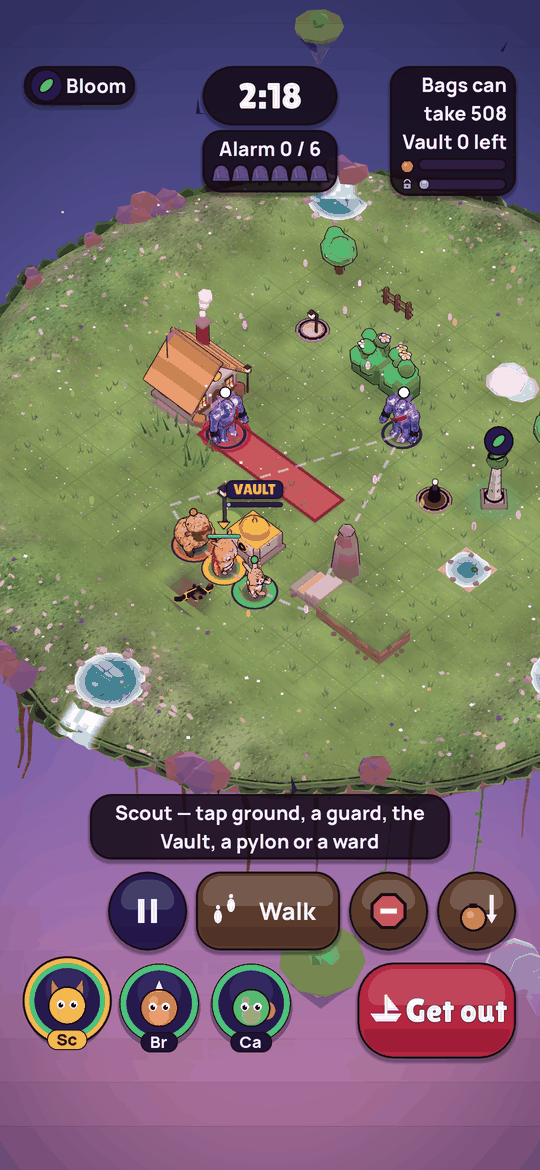 Bloom
2:18
Alarm 0 / 6
Bags can
take 508
Vault 0 left
VAULT
Scout — tap ground, a guard, the
Vault, a pylon or a ward
Walk
Sc
Br
Ca
Get out